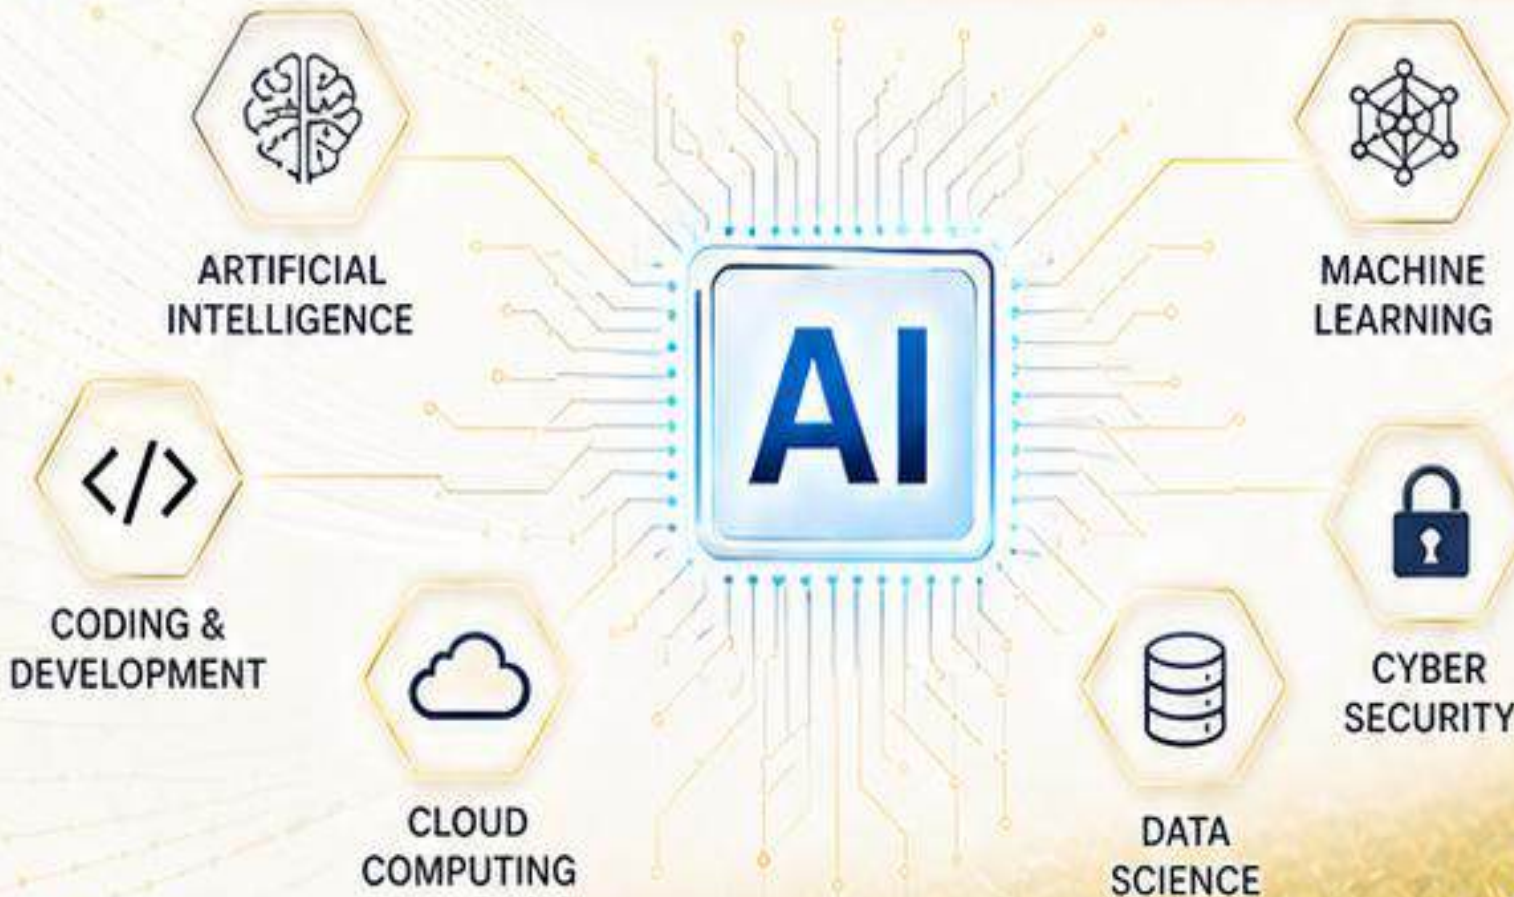 ARTIFICIAL
INTELLIGENCE
MACHINE
LEARNING
AI
CODING &
DEVELOPMENT
CYBER
SECURITY
CLOUD
COMPUTING
DATA
SCIENCE